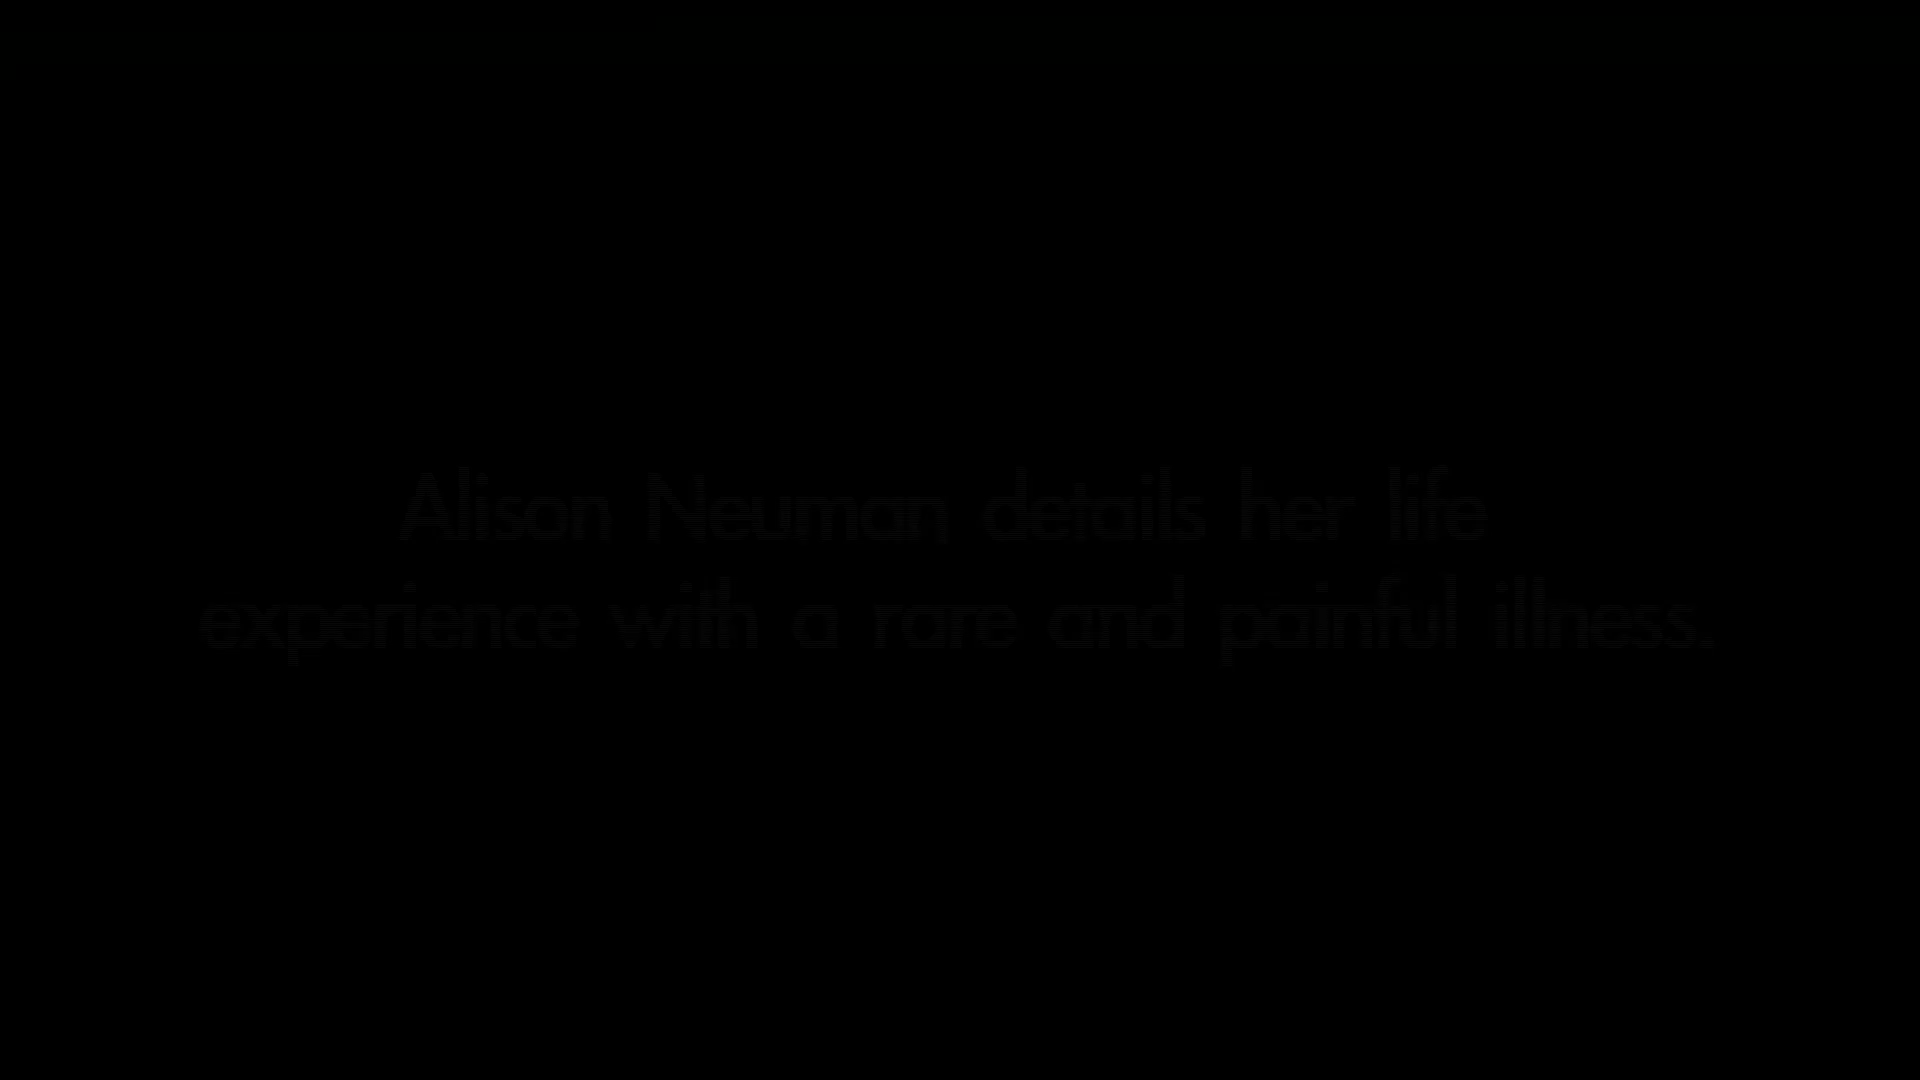 Alison Neuman details her life
experience with a rare and painful illness.